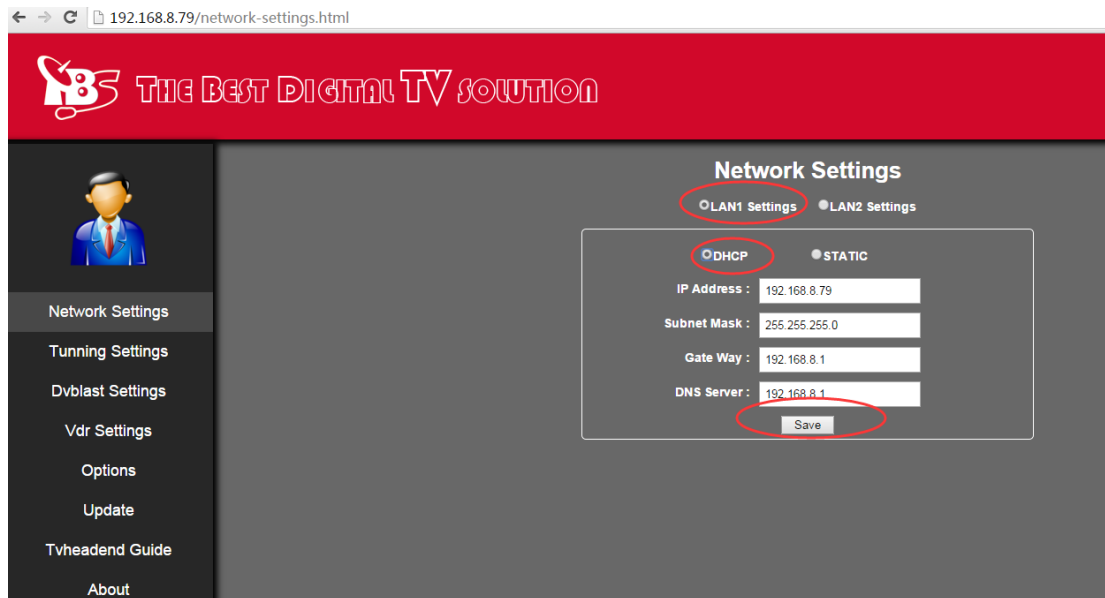 192.168.8.79/network-settings.html
TBS THE BEST DIGITAL TV SOLUTION
Network Settings
LAN1 Settings LAN2 Settings
DHCP STATIC
IP Address : 192.168.8.79
Subnet Mask : 255.255.255.0
Gate Way : 192.168.8.1
DNS Server : 192.168.8.1
Save
Network Settings
Tunning Settings
Dvblast Settings
Vdr Settings
Options
Update
Tvheadend Guide
About